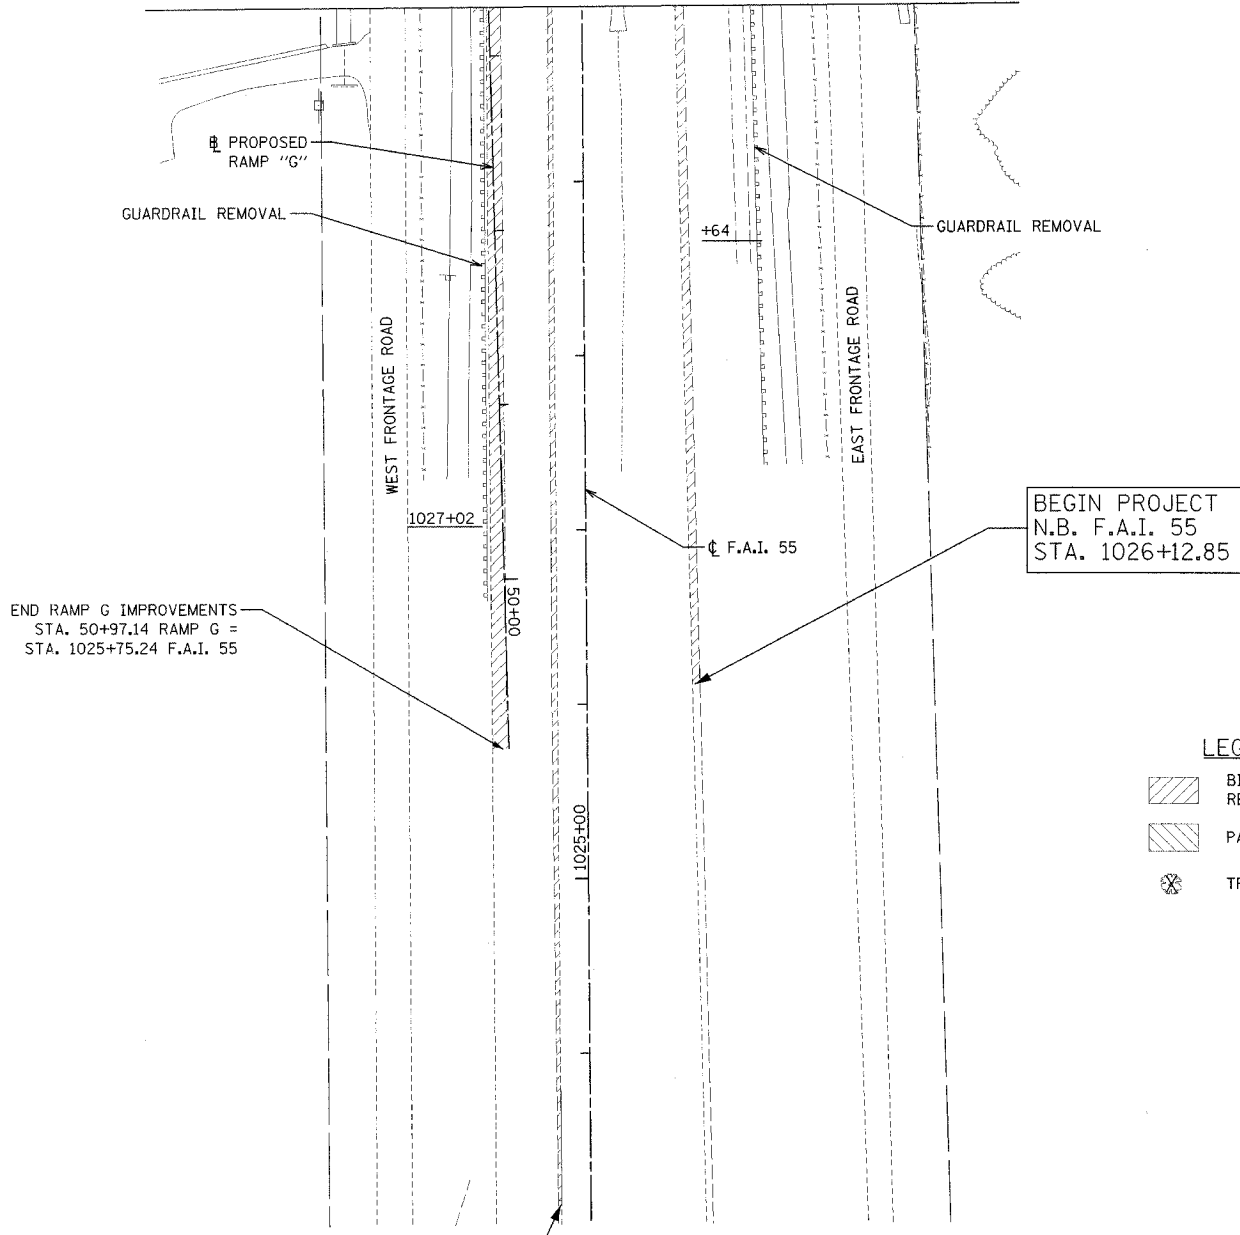 ℄ PROPOSED
RAMP "G"
GUARDRAIL REMOVAL
+64
GUARDRAIL REMOVAL
WEST FRONTAGE ROAD
EAST FRONTAGE ROAD
1027+02
℄ F.A.I. 55
BEGIN PROJECT
N.B. F.A.I. 55
STA. 1026+12.85
50+00
END RAMP G IMPROVEMENTS
STA. 50+97.14 RAMP G =
STA. 1025+75.24 F.A.I. 55
1025+00
LEG
BI
RE
PA
TR